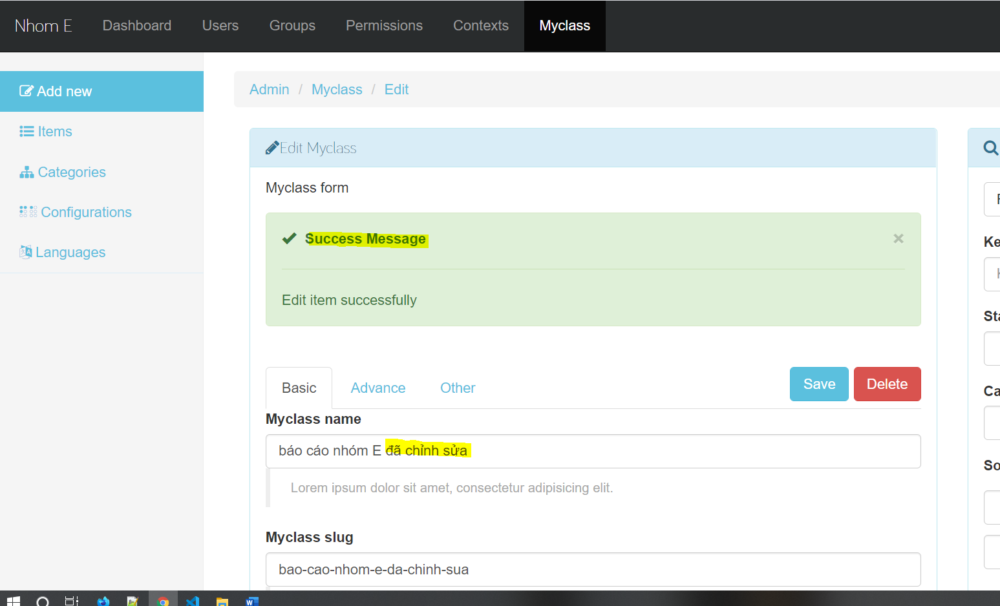 Nhom E Dashboard Users Groups Permissions Contexts Myclass
Add new
Items
Categories
Configurations
Languages
Admin / Myclass / Edit
Edit Myclass
Myclass form
Success Message ×
Edit item successfully
Basic Advance Other Save Delete
Myclass name
báo cáo nhóm E đã chỉnh sửa
Lorem ipsum dolor sit amet, consectetur adipisicing elit.
Myclass slug
bao-cao-nhom-e-da-chinh-sua
Ke
Sta
Ca
So